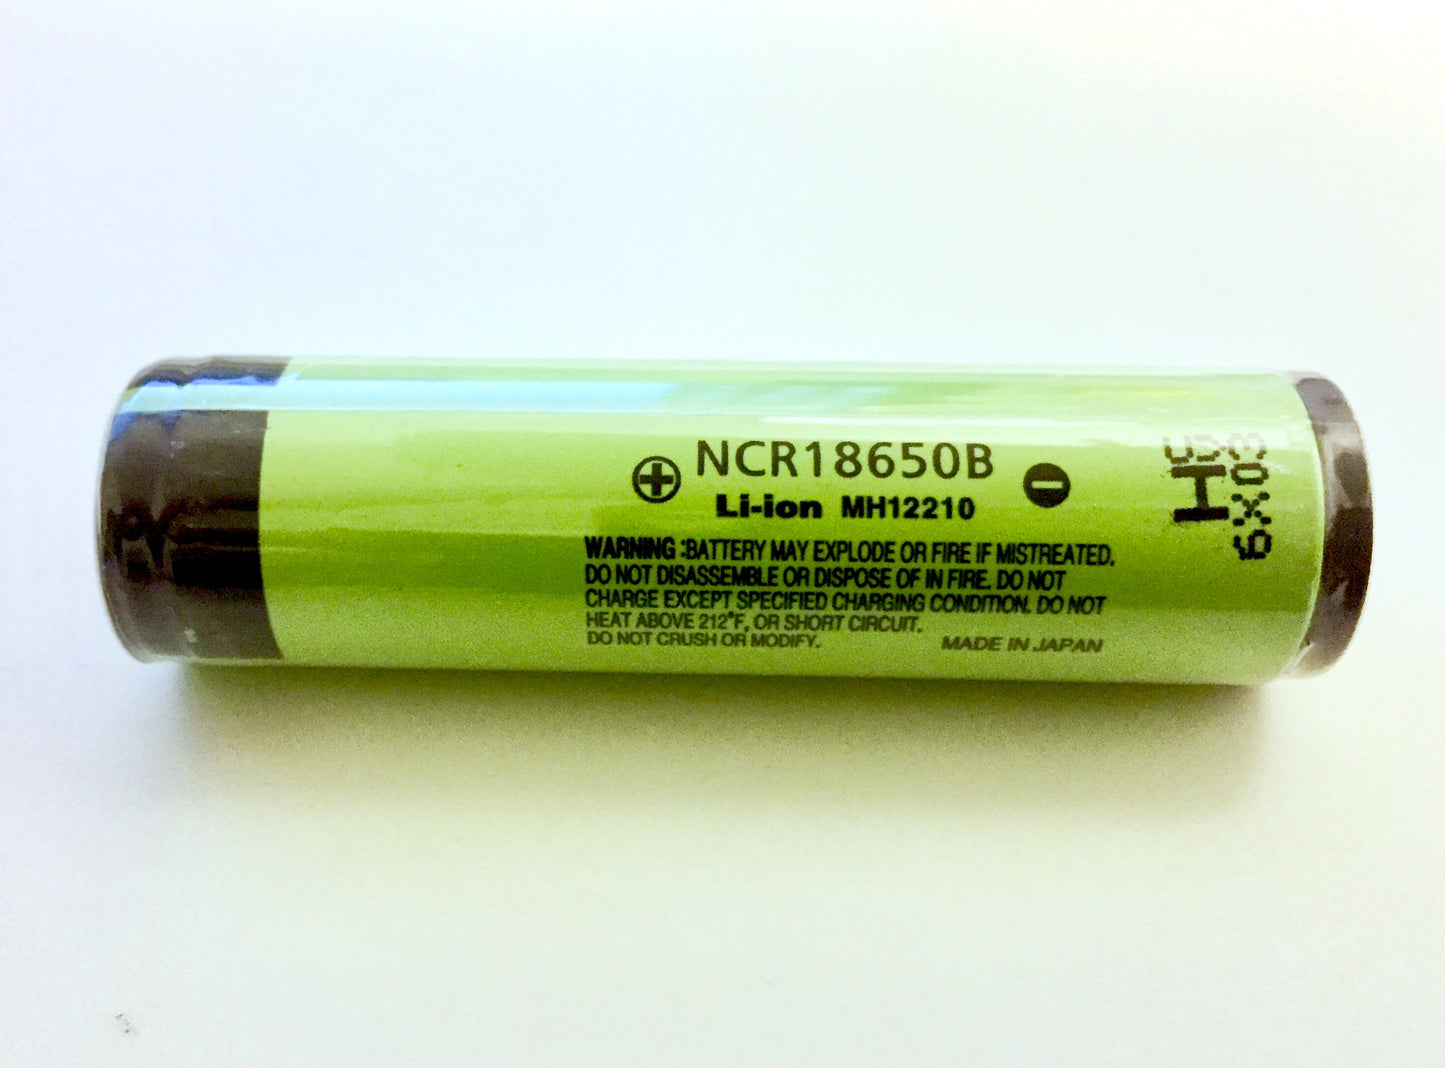 NCR18650B
Li-ion MH12210
WARNING :BATTERY MAY EXPLODE OR FIRE IF MISTREATED.
DO NOT DISASSEMBLE OR DISPOSE OF IN FIRE. DO NOT
CHARGE EXCEPT SPECIFIED CHARGING CONDITION. DO NOT
HEAT ABOVE 212°F, OR SHORT CIRCUIT.
DO NOT CRUSH OR MODIFY. MADE IN JAPAN